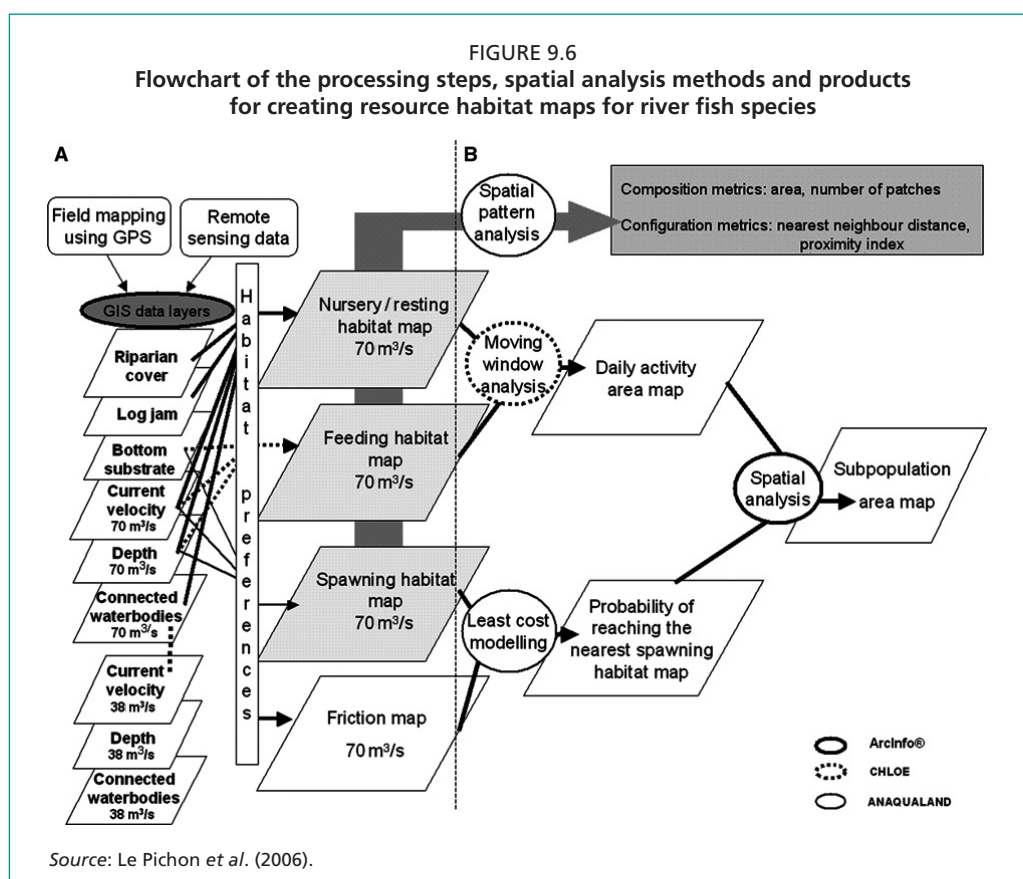 FIGURE 9.6
Flowchart of the processing steps, spatial analysis methods and products
for creating resource habitat maps for river fish species
A
B
Field mapping
using GPS
Remote
sensing data
GIS data layers
Riparian
cover
Log jam
Bottom
substrate
Current
velocity
70 m³/s
Depth
70 m³/s
Connected
waterbodies
70 m³/s
Current
velocity
38 m³/s
Depth
38 m³/s
Connected
waterbodies
38 m³/s
Habitat preferences
Nursery / resting
habitat map
70 m³/s
Feeding habitat
map
70 m³/s
Spawning habitat
map
70 m³/s
Friction map
70 m³/s
Spatial
pattern
analysis
Composition metrics: area, number of patches
Configuration metrics: nearest neighbour distance,
proximity index
Moving
window
analysis
Daily activity
area map
Least cost
modelling
Probability of
reaching the
nearest spawning
habitat map
Spatial
analysis
Subpopulation
area map
ArcInfo®
CHLOE
ANAQUALAND
Source: Le Pichon et al. (2006).